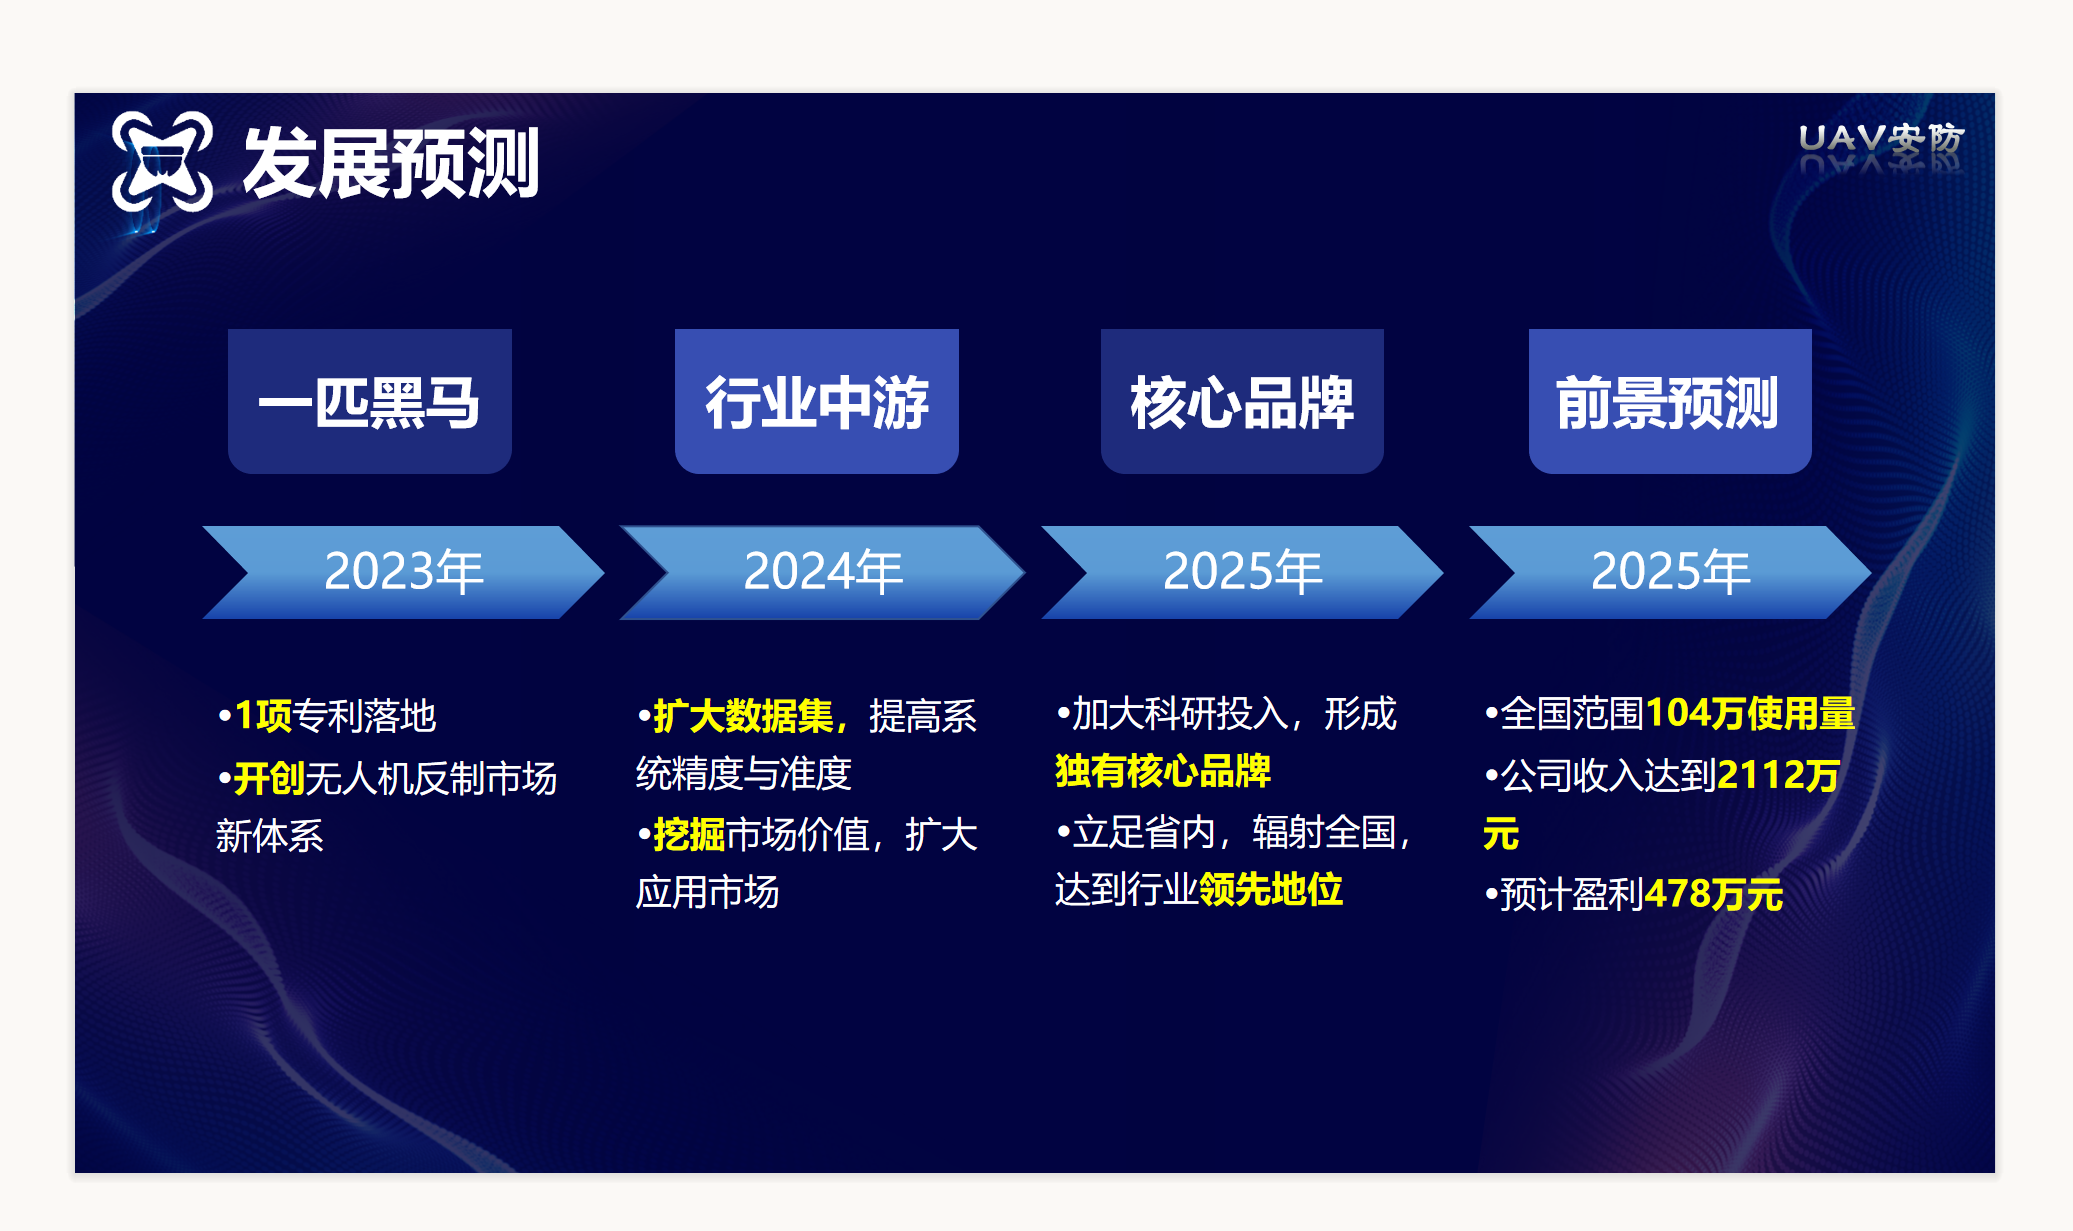 发展预测
UAV安防
一匹黑马
行业中游
核心品牌
前景预测
2023年
2024年
2025年
2025年
•1项专利落地
•开创无人机反制市场
新体系
•扩大数据集，提高系
统精度与准度
•挖掘市场价值，扩大
应用市场
•加大科研投入，形成
独有核心品牌
•立足省内，辐射全国，
达到行业领先地位
•全国范围104万使用量
•公司收入达到2112万
元
•预计盈利478万元